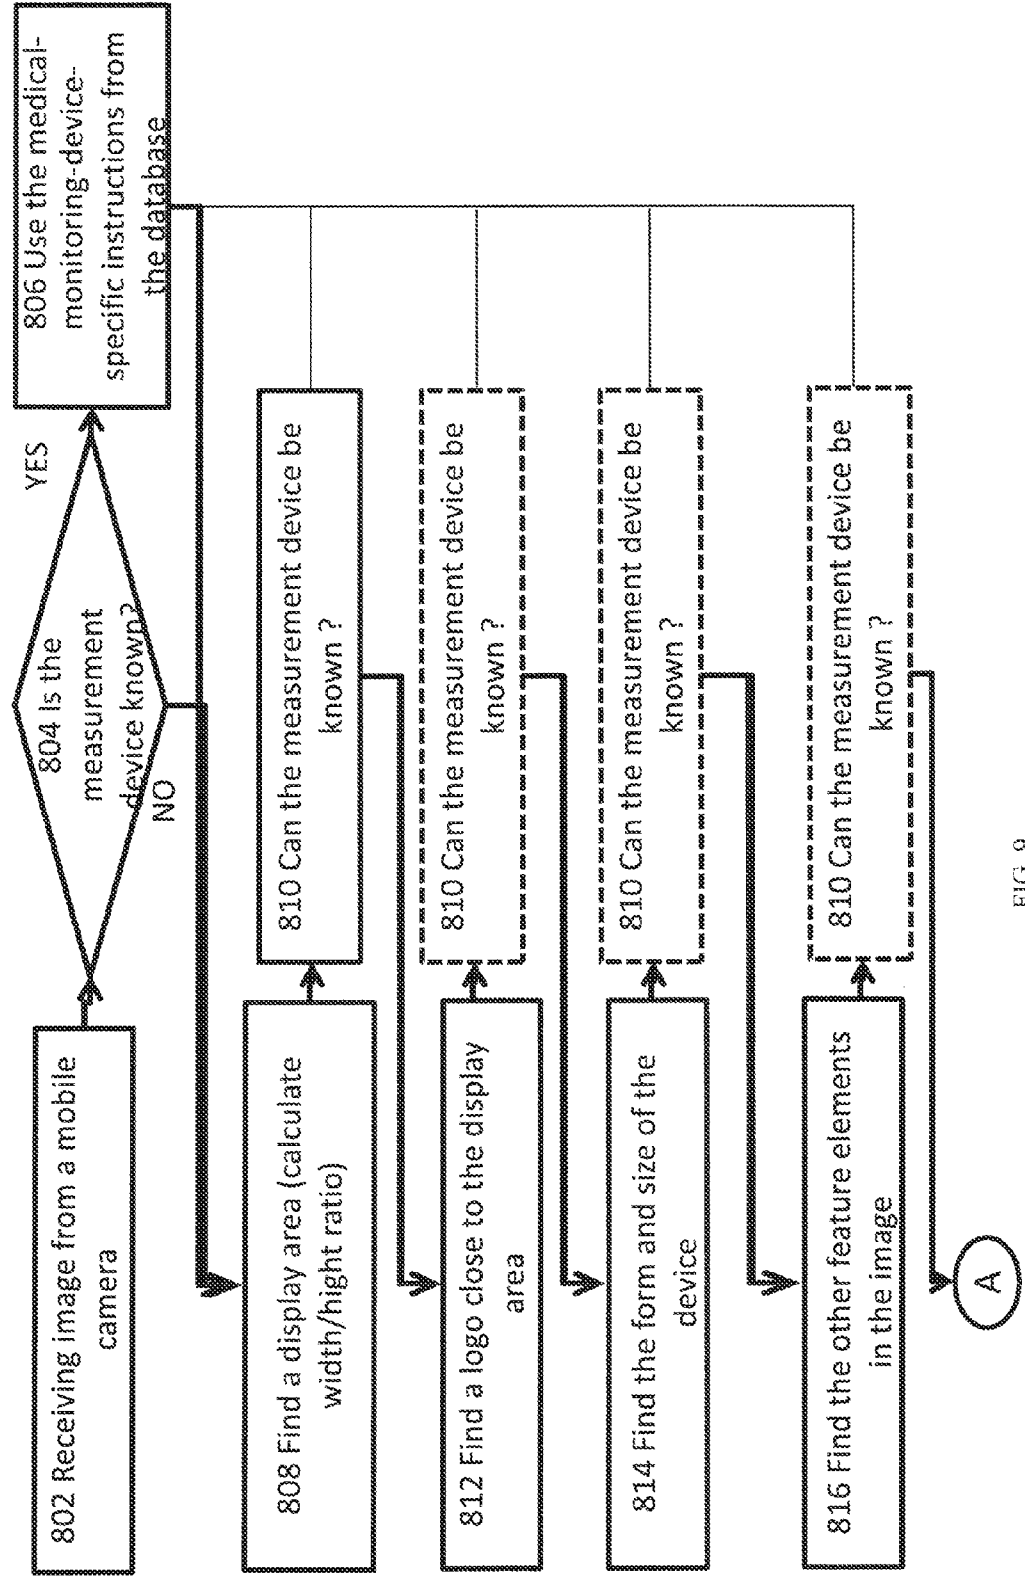 802 Receiving image from a mobile
camera
804 Is the
measurement
device known?
YES
NO
806 Use the medical-
monitoring-device-
specific instructions from
the database
808 Find a display area (calculate
width/hight ratio)
810 Can the measurement device be
known ?
812 Find a logo close to the display
area
810 Can the measurement device be
known ?
814 Find the form and size of the
device
810 Can the measurement device be
known ?
816 Find the other feature elements
in the image
810 Can the measurement device be
known ?
A
FIG. 9